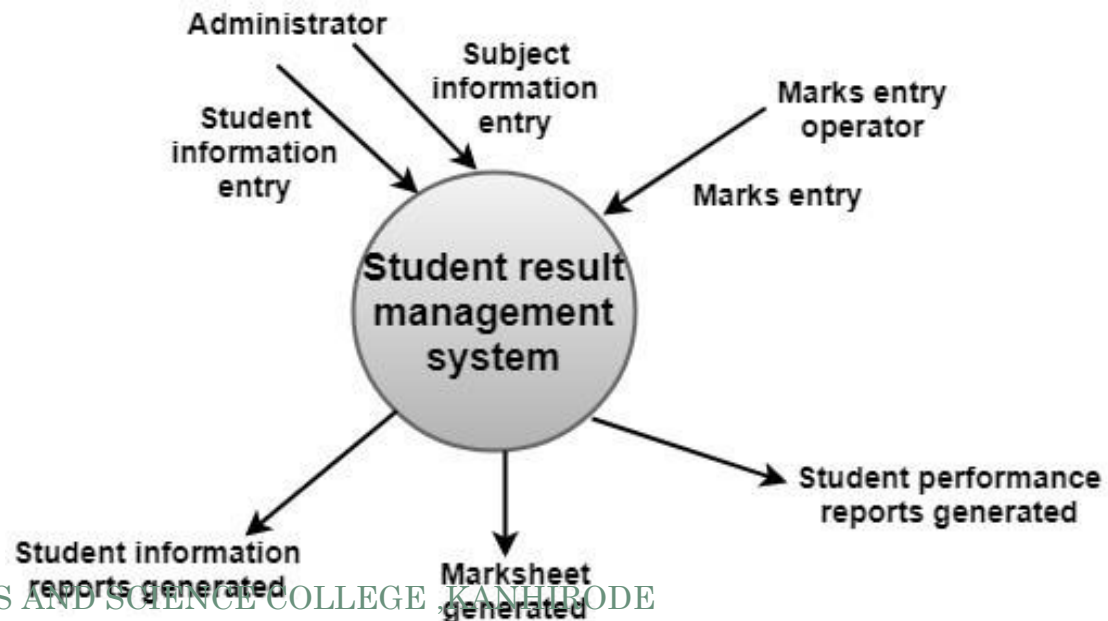 Administrator
Subject
information
entry
Student
information
entry
Marks entry
operator
Marks entry
Student result
management
system
Student performance
reports generated
Student information
reports generated
Marksheet
generated
S AND SCIENCE COLLEGE ,KANHIRODE